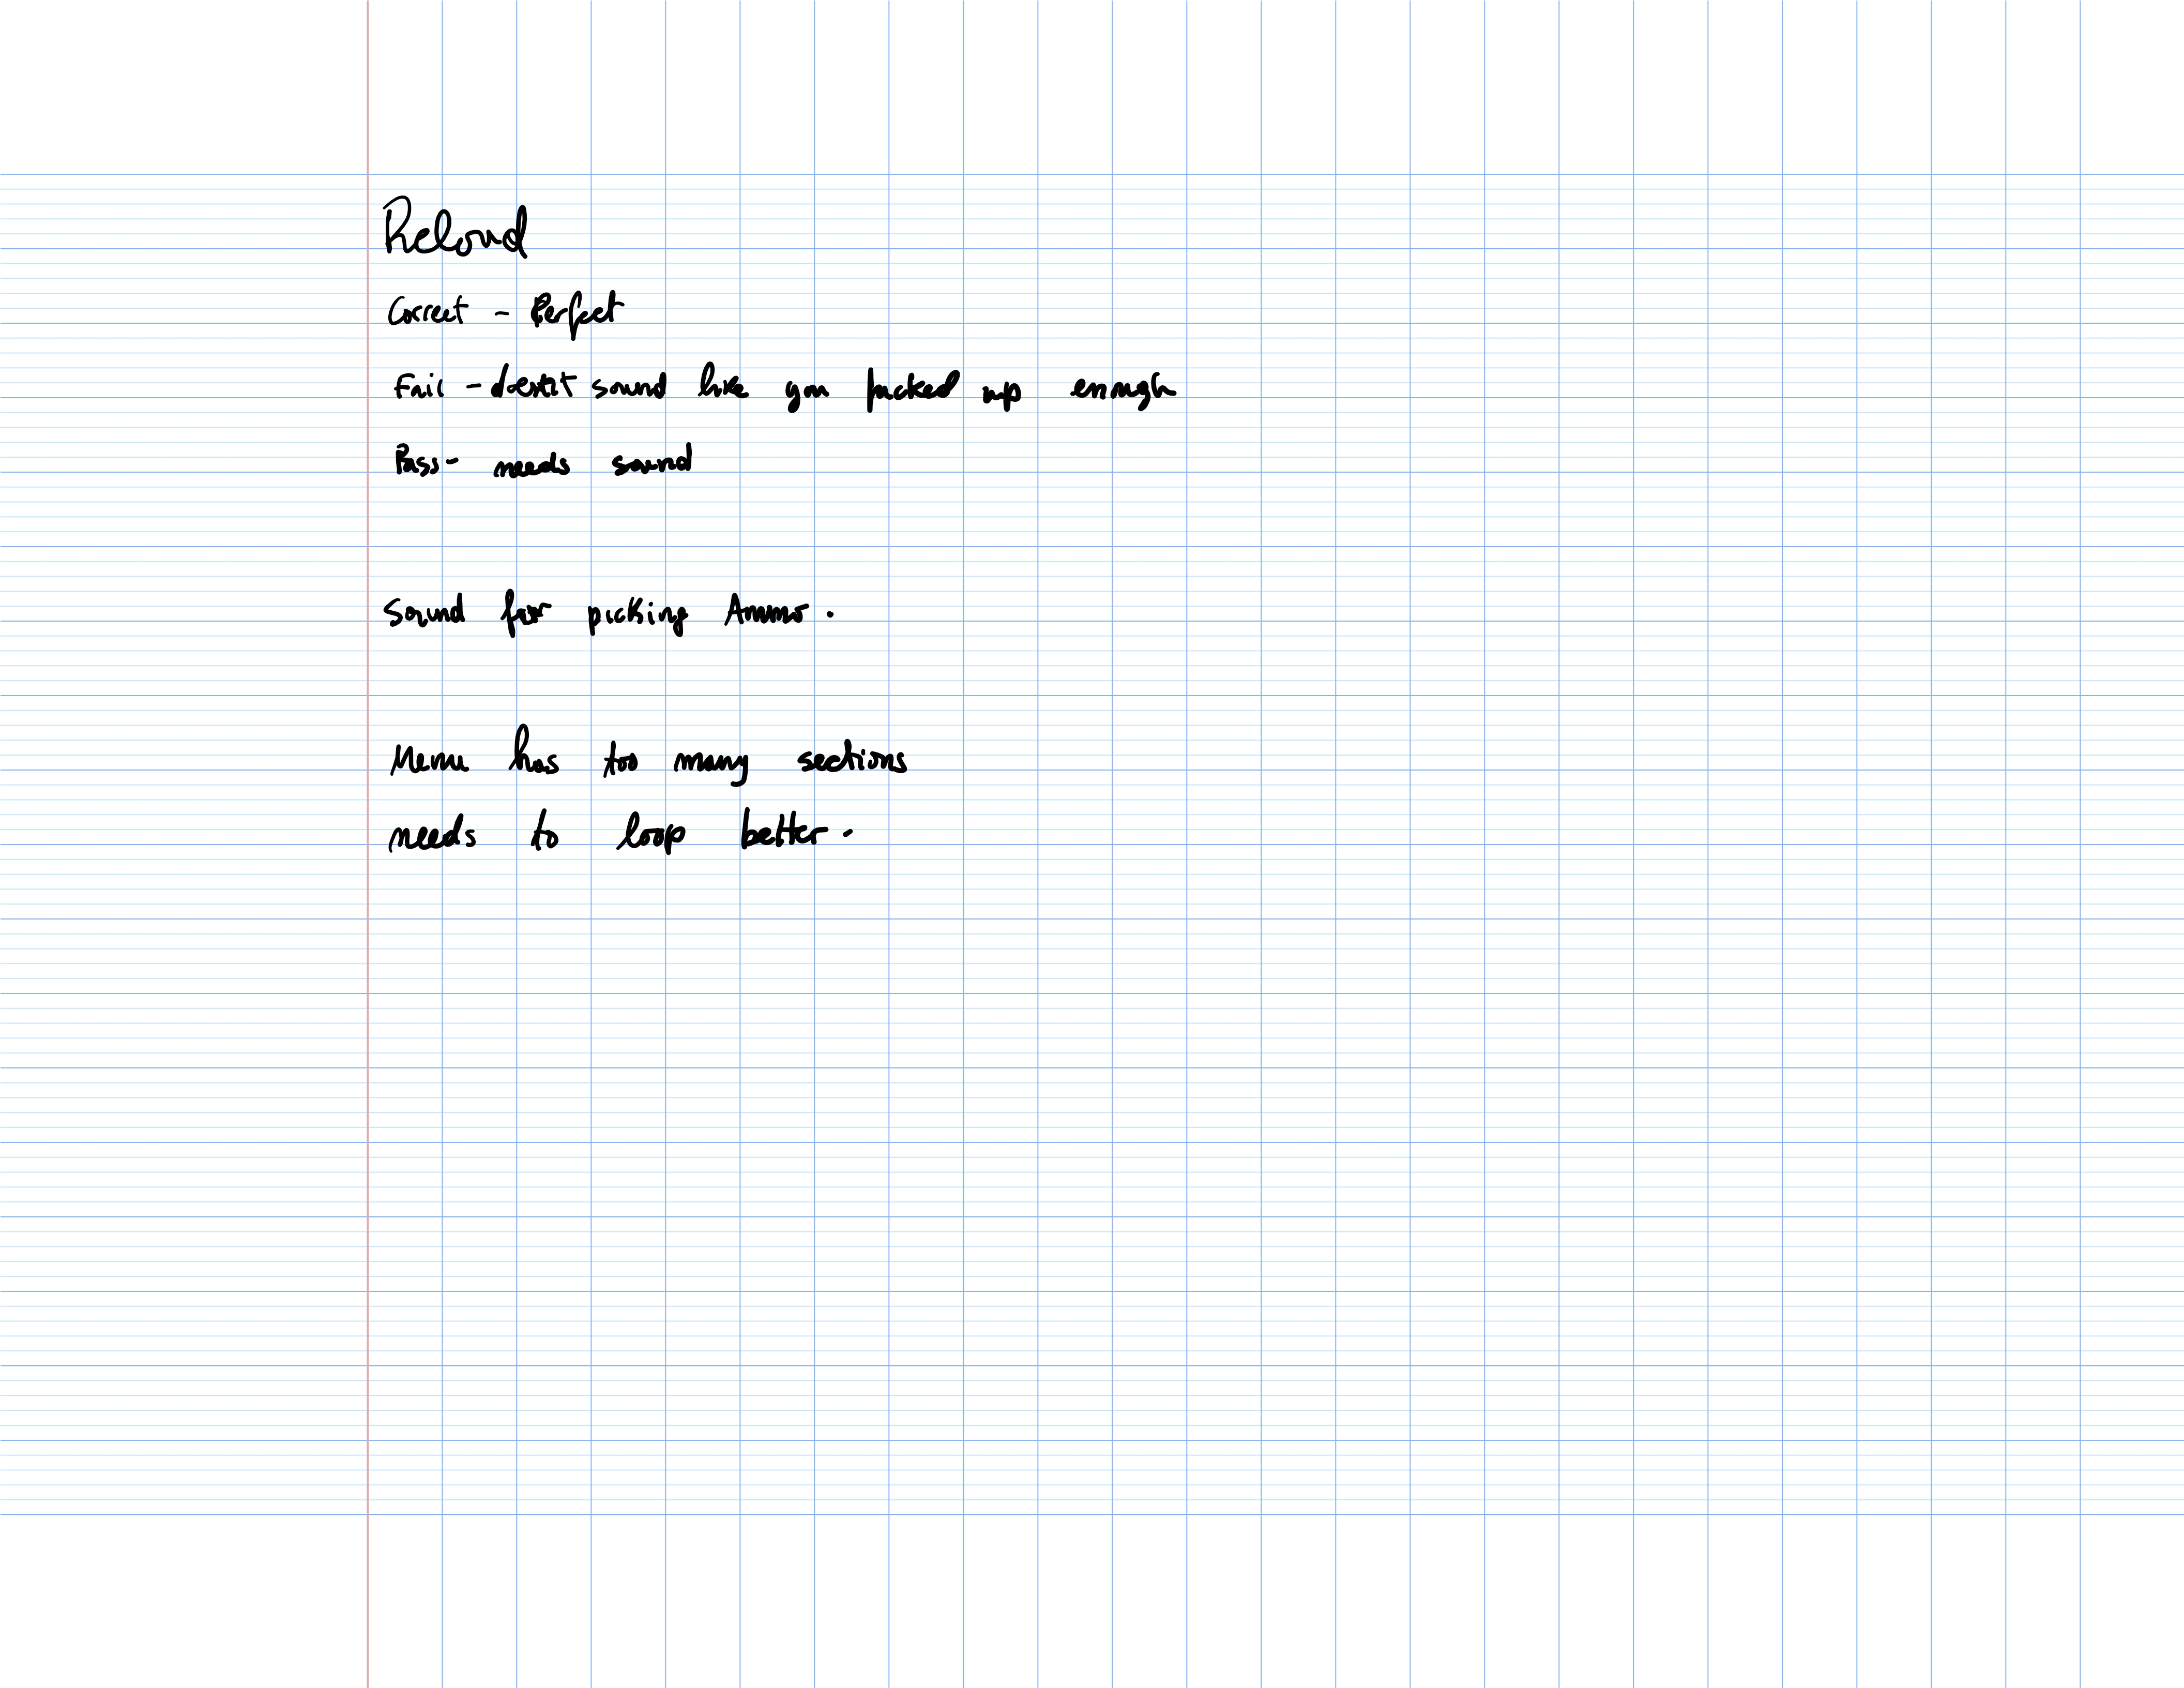 Reload
Correct - Perfect
Fail - doesn't sound like you fucked up enough
Pass - needs sound
Sound for picking Ammo.
Menu has too many sections
needs to loop better.